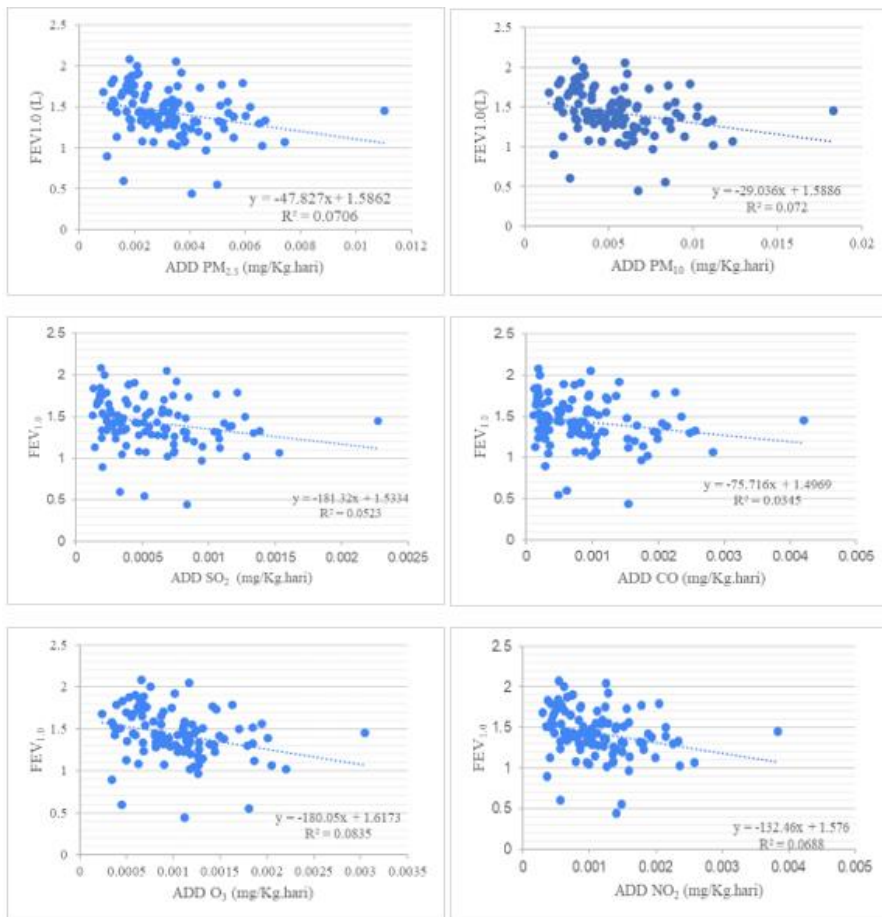 2.5
2
1.5
1
0.5
0
FEV1.0 (L)
y = -47.827x + 1.5862
R² = 0.0706
0 0.002 0.004 0.006 0.008 0.01 0.012
ADD PM₂.₅ (mg/Kg.hari)
2.5
2
1.5
1
0.5
0
FEV1.0(L)
y = -29.036x + 1.5886
R² = 0.072
0 0.005 0.01 0.015 0.02
ADD PM₁₀ (mg/Kg.hari)
2.5
2
1.5
1
0.5
0
FEV₁.₀
y = -181.32x + 1.5334
R² = 0.0523
0 0.0005 0.001 0.0015 0.002 0.0025
ADD SO₂ (mg/Kg.hari)
2.5
2
1.5
1
0.5
0
FEV₁.₀
y = -75.716x + 1.4969
R² = 0.0345
0 0.001 0.002 0.003 0.004 0.005
ADD CO (mg/Kg.hari)
2.5
2
1.5
1
0.5
0
FEV₁.₀
y = -180.05x + 1.6173
R² = 0.0835
0 0.0005 0.001 0.0015 0.002 0.0025 0.003 0.0035
ADD O₃ (mg/Kg.hari)
2.5
2
1.5
1
0.5
0
FEV₁.₀
y = -132.46x + 1.576
R² = 0.0688
0 0.001 0.002 0.003 0.004 0.005
ADD NO₂ (mg/Kg.hari)